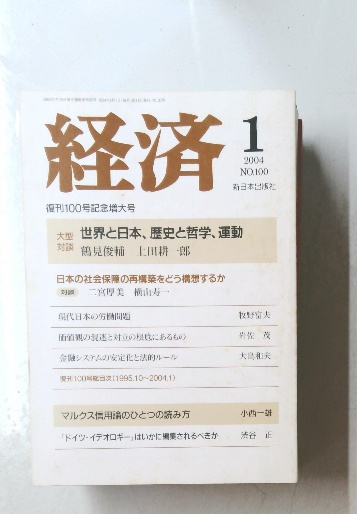 経済
1
2004
NO.100
新日本出版社
復刊100号記念増大号
大型対談
世界と日本、歴史と哲学、運動
鶴見俊輔 上田耕一郎
日本の社会保障の再構築をどう構想するか
対談 二宮厚美 横山寿一
現代日本の労働問題 牧野富夫
価値観の混迷と対立の根底にあるもの 岩佐 茂
金融システムの安定化と法的ルール 大島和夫
復刊100号総目次(1995.10〜2004.1)
マルクス信用論のひとつの読み方 小西一雄
「ドイツ・イデオロギー」はいかに編集されるべきか 渋谷 正